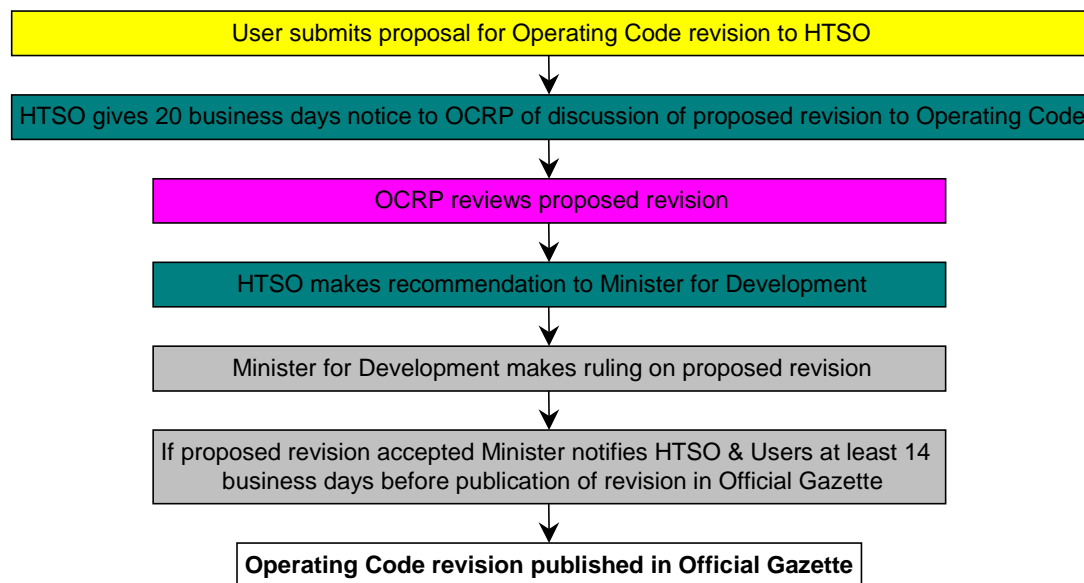 User submits proposal for Operating Code revision to HTSO
HTSO gives 20 business days notice to OCRP of discussion of proposed revision to Operating Code
OCRP reviews proposed revision
HTSO makes recommendation to Minister for Development
Minister for Development makes ruling on proposed revision
If proposed revision accepted Minister notifies HTSO & Users at least 14
business days before publication of revision in Official Gazette
Operating Code revision published in Official Gazette